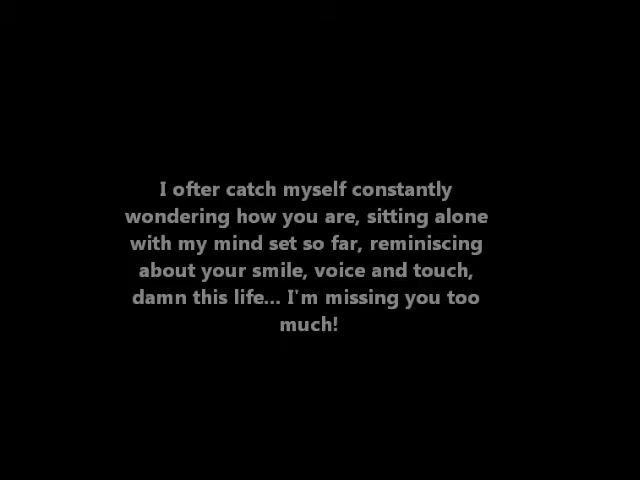 I ofter catch myself constantly
wondering how you are, sitting alone
with my mind set so far, reminiscing
about your smile, voice and touch,
damn this life... I'm missing you too
much!